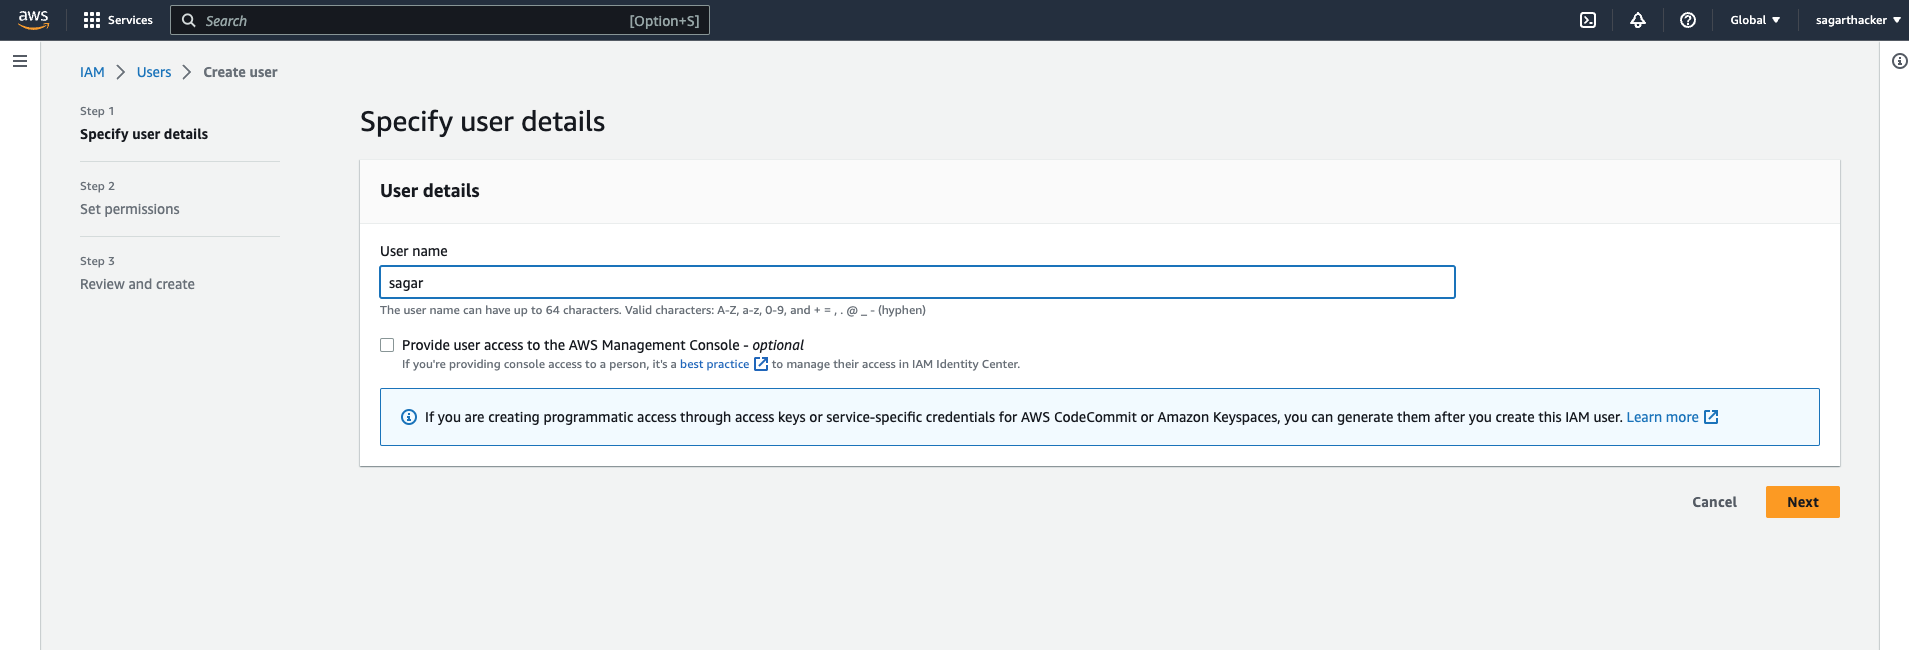 aws Services Search [Option+S] Global sagarthacker
IAM Users Create user
Step 1
Specify user details
Step 2
Set permissions
Step 3
Review and create
Specify user details
User details
User name
sagar
The user name can have up to 64 characters. Valid characters: A-Z, a-z, 0-9, and + = , . @ _ - (hyphen)
Provide user access to the AWS Management Console - optional
If you're providing console access to a person, it's a best practice to manage their access in IAM Identity Center.
If you are creating programmatic access through access keys or service-specific credentials for AWS CodeCommit or Amazon Keyspaces, you can generate them after you create this IAM user. Learn more
Cancel Next